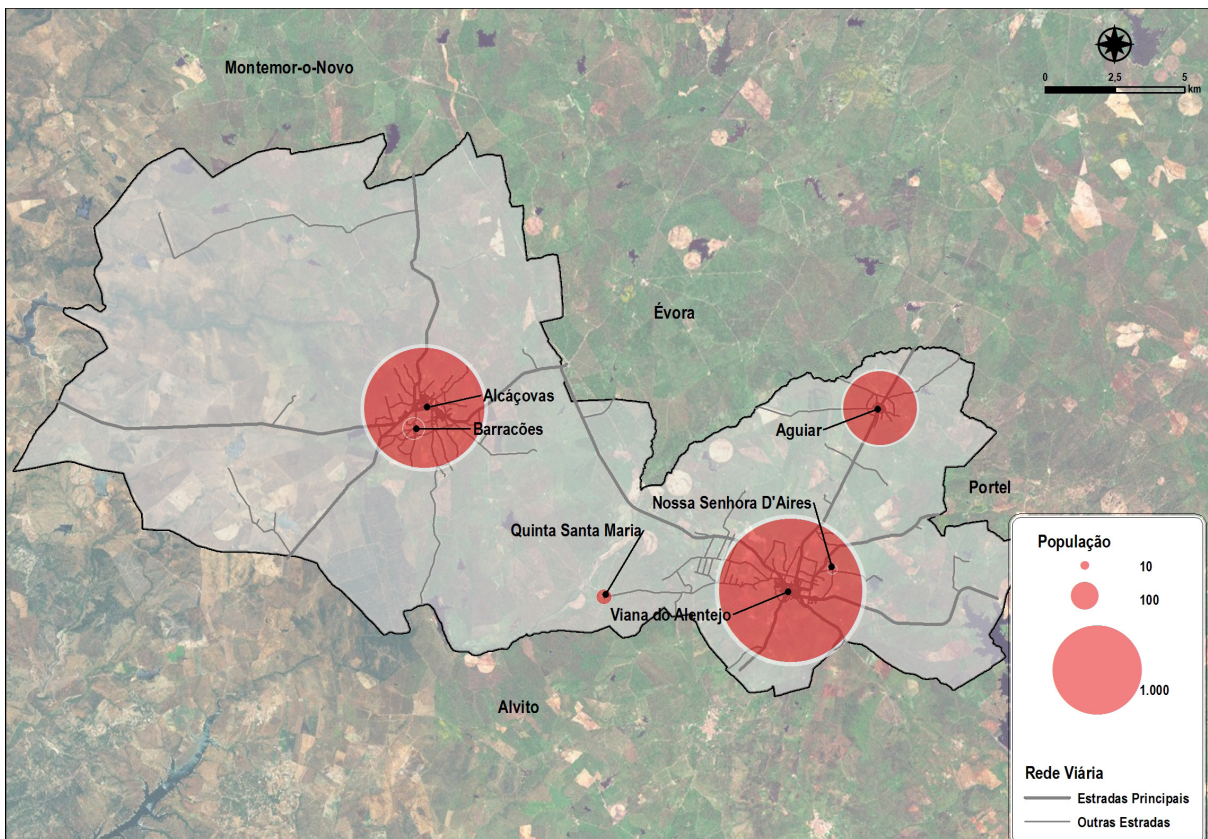 Montemor-o-Novo
0 2,5 5
km
Évora
Alcáçovas
Barracões
Aguiar
Portel
Nossa Senhora D'Aires
Quinta Santa Maria
Viana do Alentejo
Alvito
População
10
100
1.000
Rede Viária
Estradas Principais
Outras Estradas